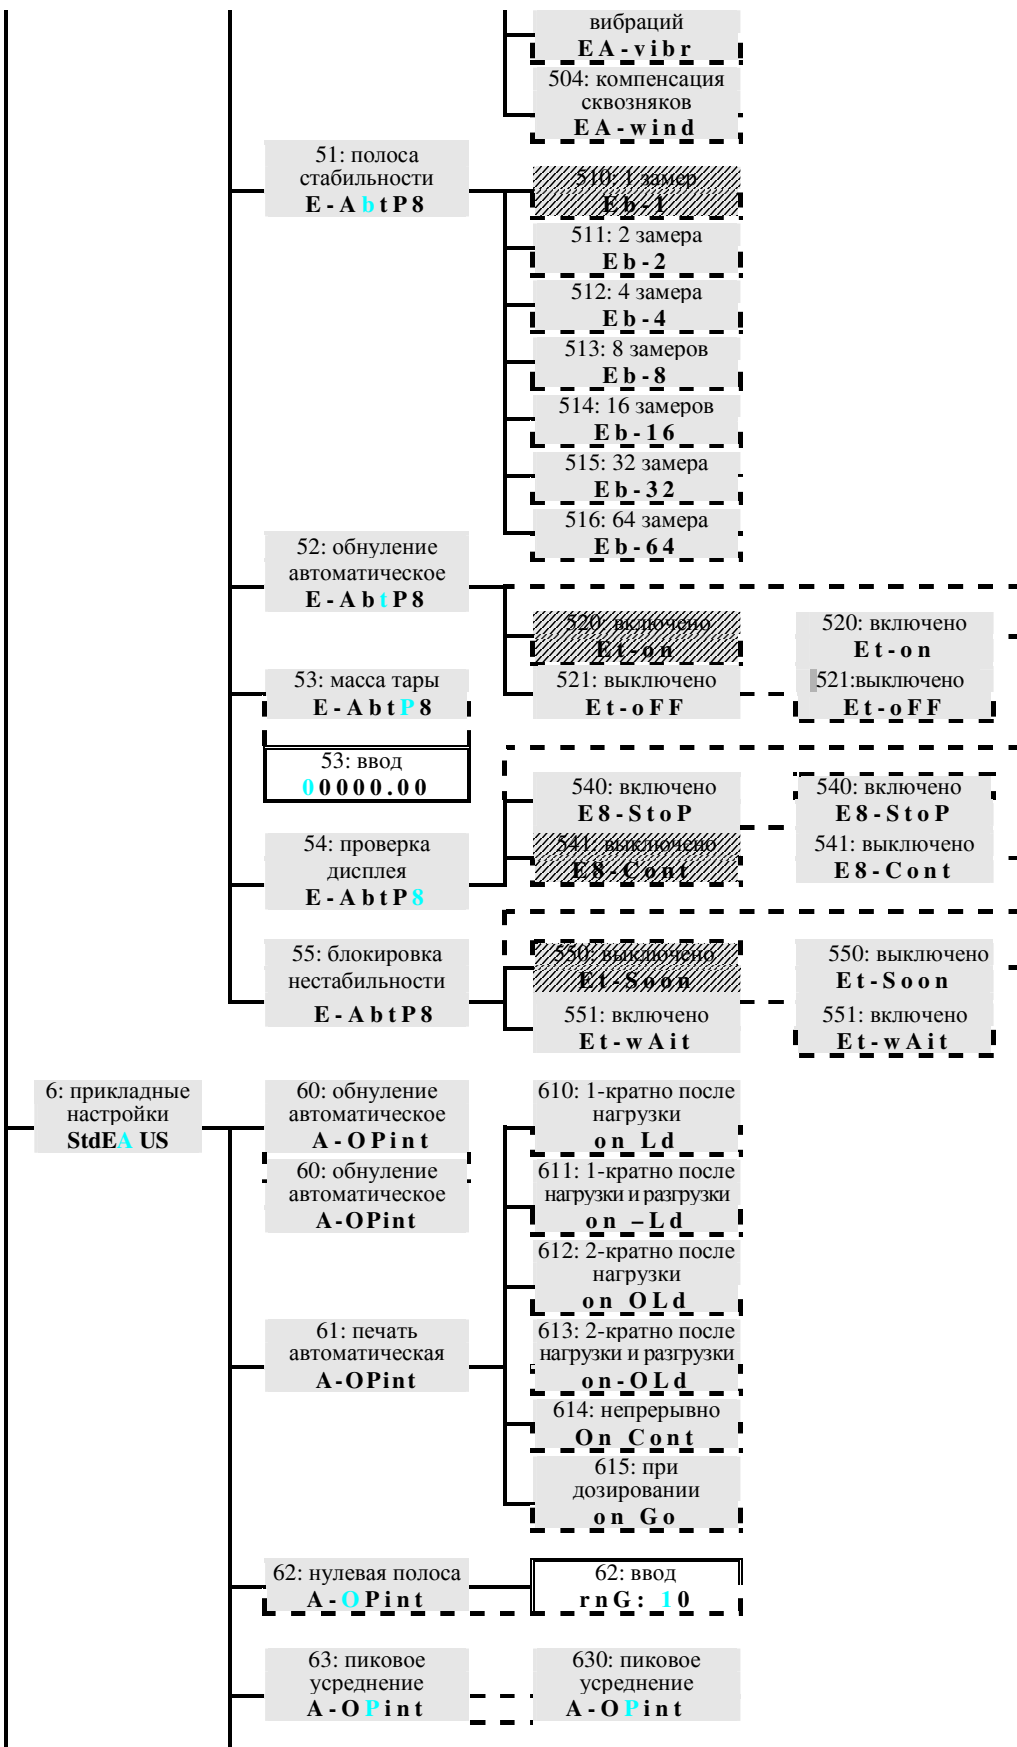 вибраций
EA-vibr
504: компенсация
сквозняков
EA-wind
51: полоса
стабильности
E-AbtP8
510: 1 замер
Eb-1
511: 2 замера
Eb-2
512: 4 замера
Eb-4
513: 8 замеров
Eb-8
514: 16 замеров
Eb-16
515: 32 замера
Eb-32
516: 64 замера
Eb-64
52: обнуление
автоматическое
E-AbtP8
520: включено
Et-on
521: выключено
Et-oFF
520: включено
Et-on
521:выключено
Et-oFF
53: масса тары
E-AbtP8
53: ввод
00000.00
540: включено
E8-StoP
541: выключено
E8-Cont
540: включено
E8-StoP
541: выключено
E8-Cont
54: проверка
дисплея
E-AbtP8
55: блокировка
нестабильности
E-AbtP8
550: выключено
Et-Soon
551: включено
Et-wAit
550: выключено
Et-Soon
551: включено
Et-wAit
6: прикладные
настройки
StdEA US
60: обнуление
автоматическое
A-OPint
60: обнуление
автоматическое
A-OPint
610: 1-кратно после
нагрузки
on Ld
611: 1-кратно после
нагрузки и разгрузки
on –Ld
612: 2-кратно после
нагрузки
on OLd
61: печать
автоматическая
A-OPint
613: 2-кратно после
нагрузки и разгрузки
on-OLd
614: непрерывно
On Cont
615: при
дозировании
on Go
62: нулевая полоса
A-OPint
62: ввод
rnG: 10
63: пиковое
усреднение
A-OPint
630: пиковое
усреднение
A-OPint